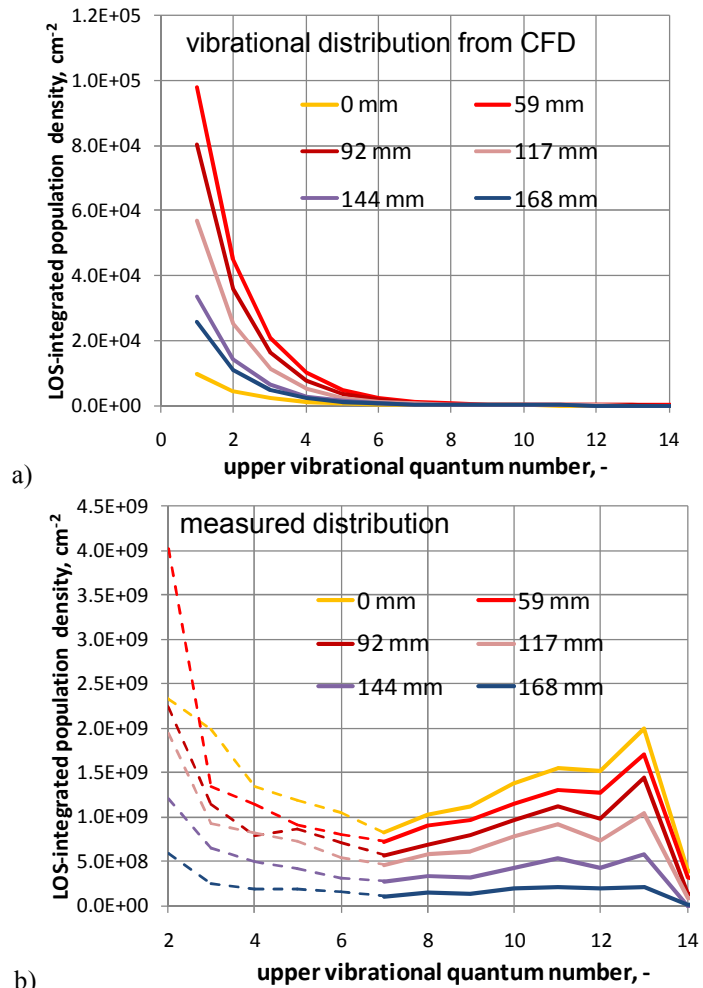 1.2E+05
vibrational distribution from CFD
1.0E+05
0 mm
59 mm
8.0E+04
92 mm
117 mm
6.0E+04
144 mm
168 mm
4.0E+04
2.0E+04
0.0E+00
LOS-integrated population density, cm-2
0 2 4 6 8 10 12 14
upper vibrational quantum number, -
a)
4.5E+09
measured distribution
4.0E+09
3.5E+09
0 mm
59 mm
3.0E+09
92 mm
117 mm
2.5E+09
144 mm
168 mm
2.0E+09
1.5E+09
1.0E+09
5.0E+08
0.0E+00
LOS-integrated population density, cm-2
2 4 6 8 10 12 14
upper vibrational quantum number, -
b)